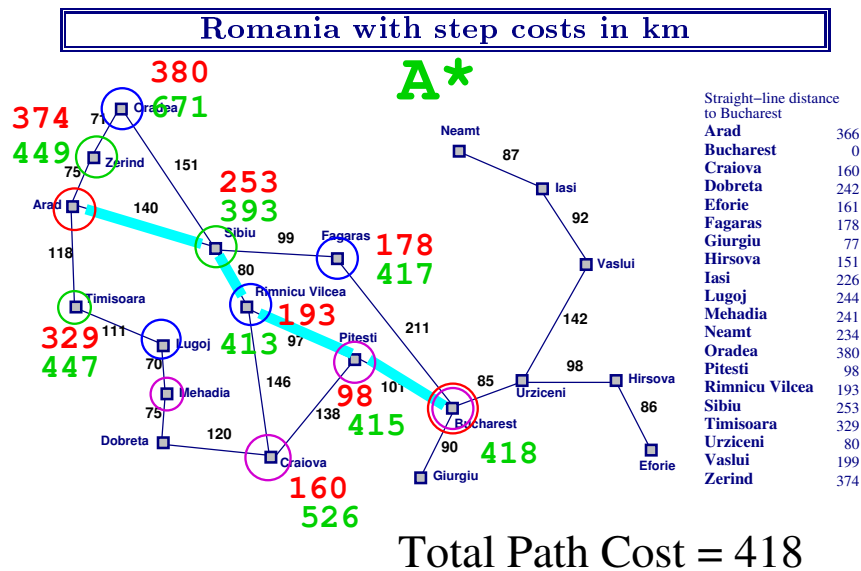 Romania with step costs in km
A*
380
Oradea
671
71
374
449
Zerind
75
151
Arad
140
253
393
Sibiu
99
Fagaras
178
417
118
80
Rimnicu Vilcea
193
413
97
Timisoara
329
447
111
Lugoj
70
Mehadia
75
Dobreta
120
146
Pitesti
98
415
101
138
211
Craiova
160
526
Bucharest
418
90
Giurgiu
85
Urziceni
98
Hirsova
86
Eforie
142
Vaslui
92
Iasi
87
Neamt
Straight-line distance
to Bucharest
Arad 366
Bucharest 0
Craiova 160
Dobreta 242
Eforie 161
Fagaras 178
Giurgiu 77
Hirsova 151
Iasi 226
Lugoj 244
Mehadia 241
Neamt 234
Oradea 380
Pitesti 98
Rimnicu Vilcea 193
Sibiu 253
Timisoara 329
Urziceni 80
Vaslui 199
Zerind 374
Total Path Cost = 418